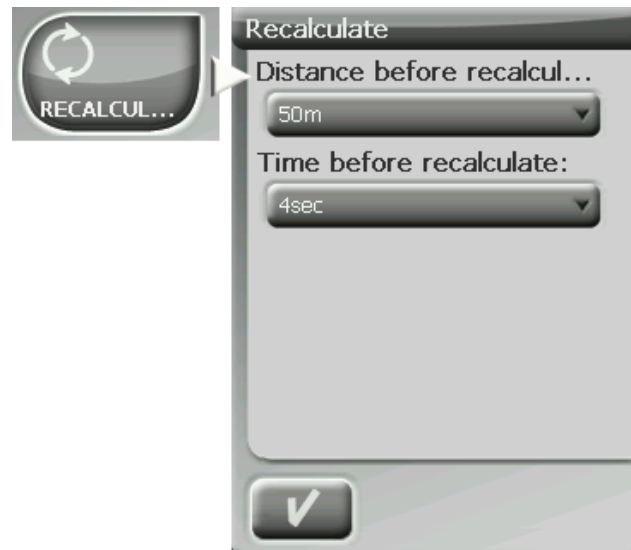 RECALCUL...
Recalculate
Distance before recalcul...
50m
Time before recalculate:
4sec